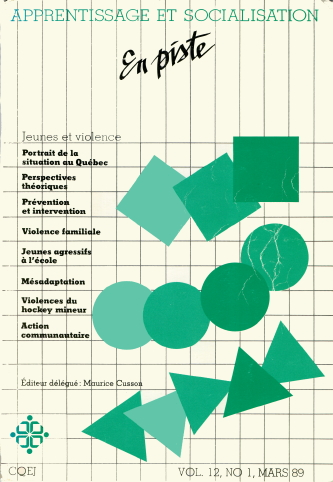 APPRENTISSAGE ET SOCIALISATION
En piste
Jeunes et violence
Portrait de la
situation au Québec
Perspectives
théoriques
Prévention
et intervention
Violence familiale
Jeunes agressifs
à l'école
Mésadaptation
Violences du
hockey mineur
Action
communautaire
Éditeur délégué : Maurice Cusson
CQEJ
VOL. 12, NO 1, MARS 89